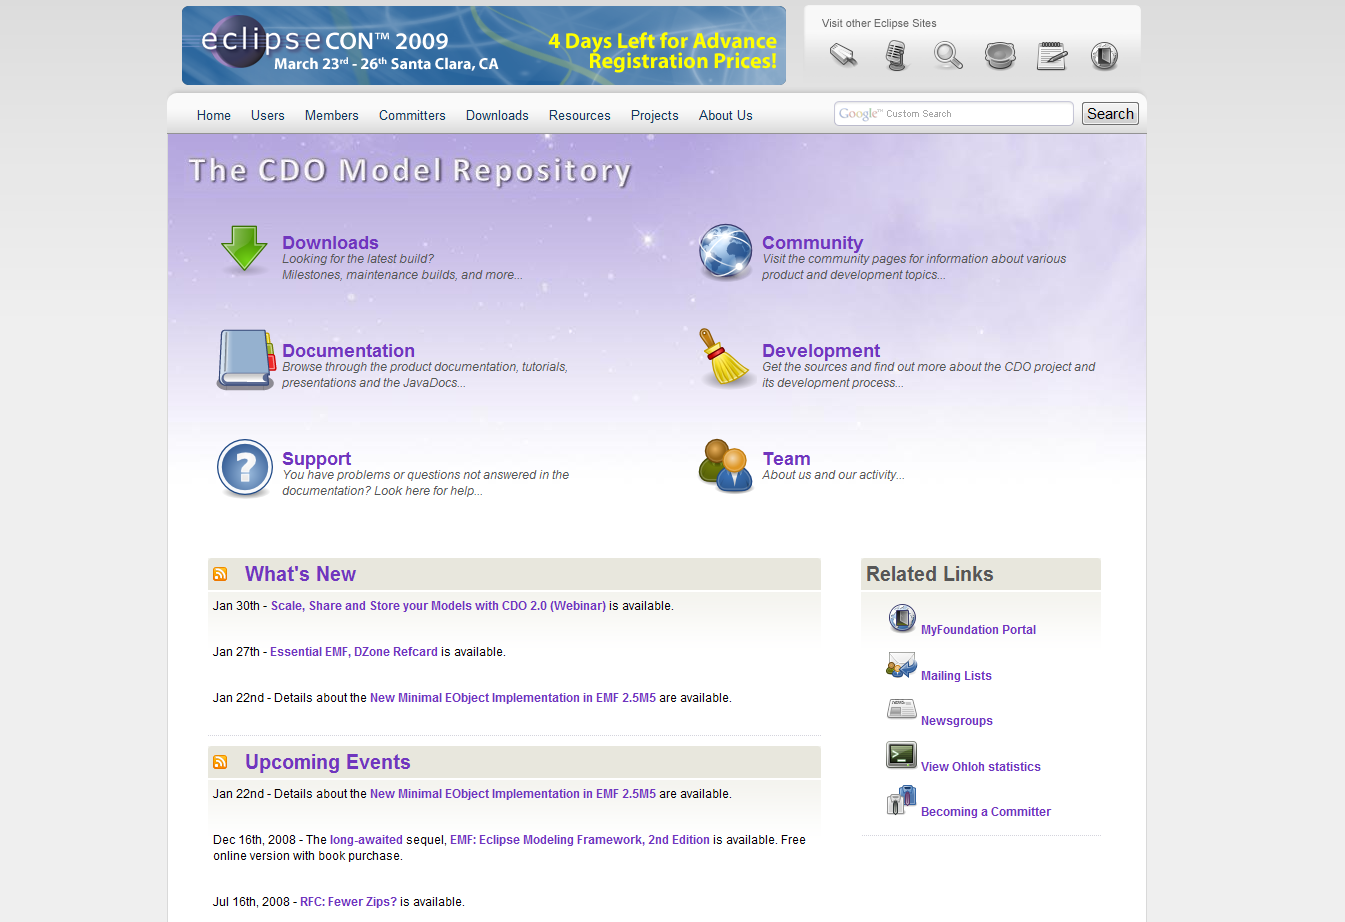 eclipseCON™ 2009
March 23rd - 26th Santa Clara, CA
4 Days Left for Advance
Registration Prices!
Visit other Eclipse Sites
Home Users Members Committers Downloads Resources Projects About Us
Google™ Custom Search
Search
The CDO Model Repository
Downloads
Looking for the latest build?
Milestones, maintenance builds, and more...
Community
Visit the community pages for information about various
product and development topics...
Documentation
Browse through the product documentation, tutorials,
presentations and the JavaDocs...
Development
Get the sources and find out more about the CDO project and
its development process...
Support
You have problems or questions not answered in the
documentation? Look here for help...
Team
About us and our activity...
What's New
Jan 30th - Scale, Share and Store your Models with CDO 2.0 (Webinar) is available.
Jan 27th - Essential EMF, DZone Refcard is available.
Jan 22nd - Details about the New Minimal EObject Implementation in EMF 2.5M5 are available.
Upcoming Events
Jan 22nd - Details about the New Minimal EObject Implementation in EMF 2.5M5 are available.
Dec 16th, 2008 - The long-awaited sequel, EMF: Eclipse Modeling Framework, 2nd Edition is available. Free
online version with book purchase.
Jul 16th, 2008 - RFC: Fewer Zips? is available.
Related Links
MyFoundation Portal
Mailing Lists
Newsgroups
View Ohloh statistics
Becoming a Committer